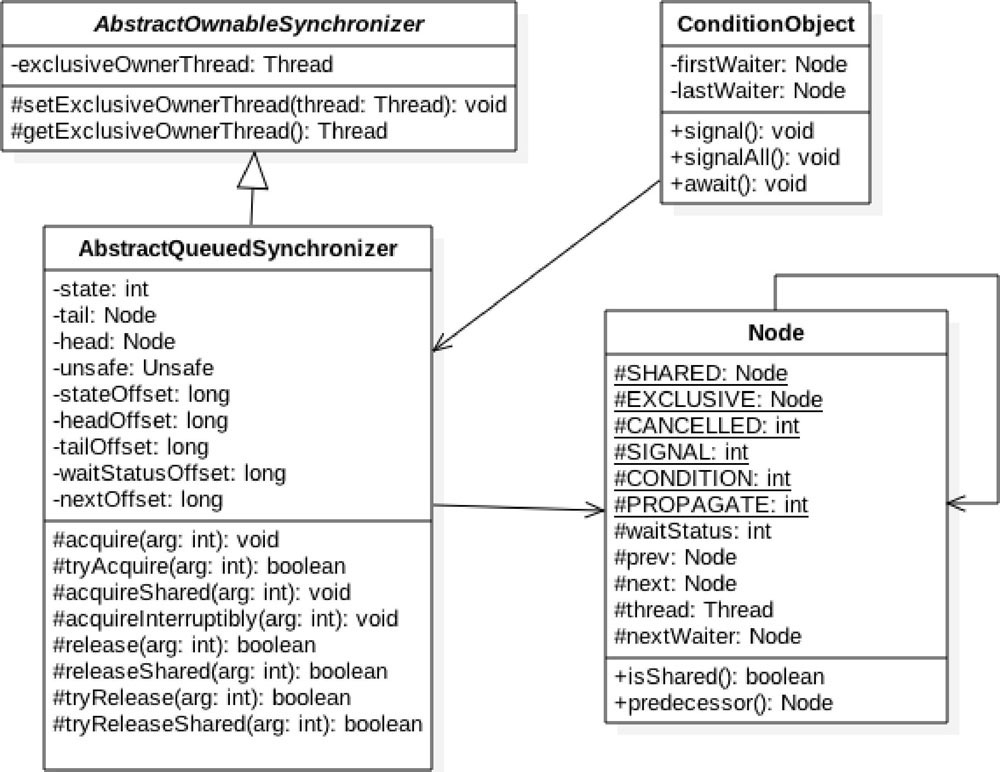 AbstractOwnableSynchronizer
-exclusiveOwnerThread: Thread
#setExclusiveOwnerThread(thread: Thread): void
#getExclusiveOwnerThread(): Thread
ConditionObject
-firstWaiter: Node
-lastWaiter: Node
+signal(): void
+signalAll(): void
+await(): void
AbstractQueuedSynchronizer
-state: int
-tail: Node
-head: Node
-unsafe: Unsafe
-stateOffset: long
-headOffset: long
-tailOffset: long
-waitStatusOffset: long
-nextOffset: long
#acquire(arg: int): void
#tryAcquire(arg: int): boolean
#acquireShared(arg: int): void
#acquireInterruptibly(arg: int): void
#release(arg: int): boolean
#releaseShared(arg: int): boolean
#tryRelease(arg: int): boolean
#tryReleaseShared(arg: int): boolean
Node
#SHARED: Node
#EXCLUSIVE: Node
#CANCELLED: int
#SIGNAL: int
#CONDITION: int
#PROPAGATE: int
#waitStatus: int
#prev: Node
#next: Node
#thread: Thread
#nextWaiter: Node
+isShared(): boolean
+predecessor(): Node